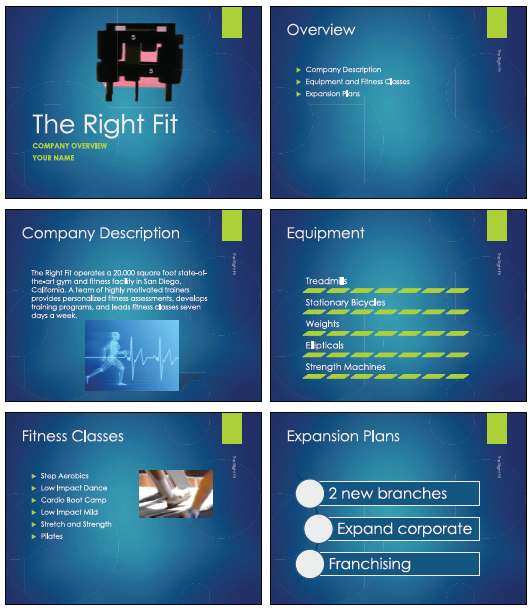 S
S
The Right Fit
COMPANY OVERVIEW
YOUR NAME
Overview
The Right Fit
Company Description
Equipment and Fitness Classes
Expansion Plans
Company Description
The Right Fit
The Right Fit operates a 20,000 square foot state-of-
the-art gym and fitness facility in San Diego,
California. A team of highly motivated trainers
provides personalized fitness assessments, develops
training programs, and leads fitness classes seven
days a week.
Equipment
The Right Fit
Treadmills
Stationary Bicycles
Weights
Ellipticals
Strength Machines
Fitness Classes
The Right Fit
Step Aerobics
Low Impact Dance
Cardio Boot Camp
Low Impact Mild
Stretch and Strength
Pilates
Expansion Plans
The Right Fit
2 new branches
Expand corporate
Franchising